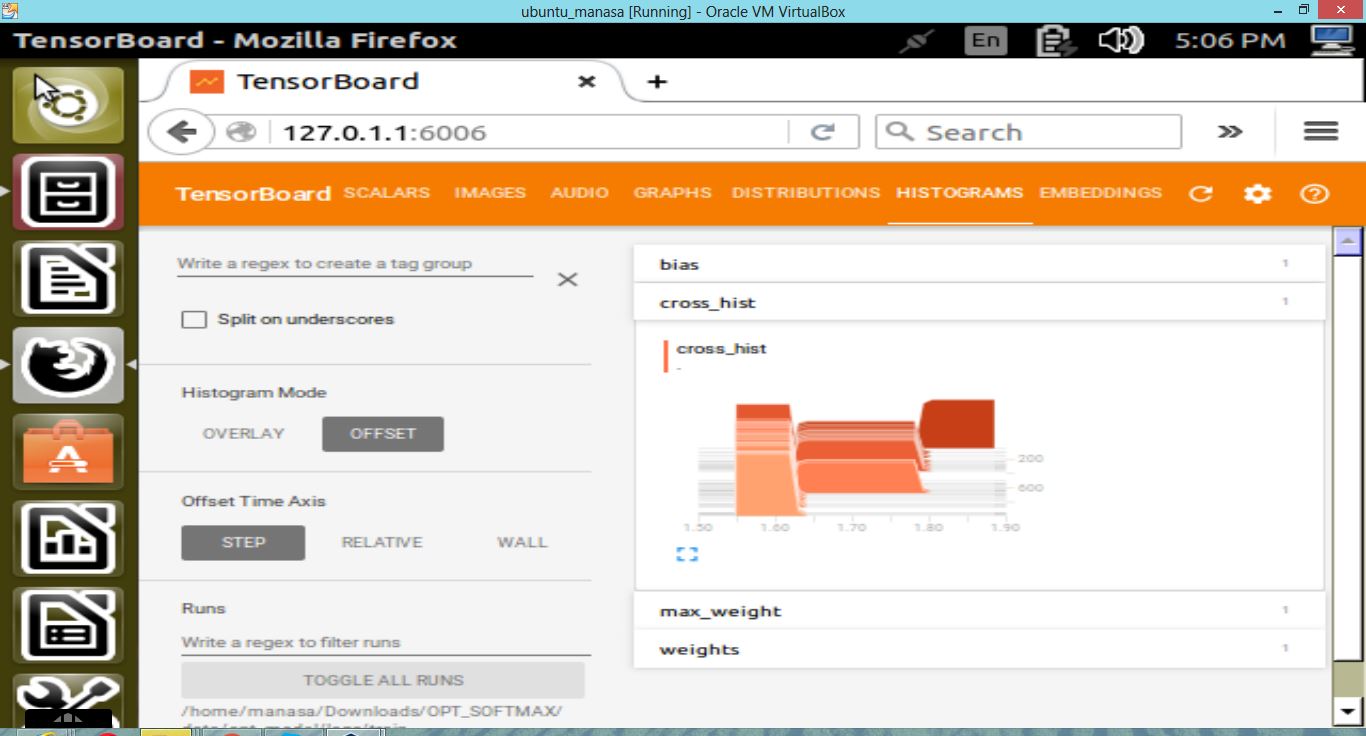 ubuntu_manasa [Running] - Oracle VM VirtualBox
TensorBoard - Mozilla Firefox
En
5:06 PM
TensorBoard
127.0.1.1:6006
Search
TensorBoard SCALARS IMAGES AUDIO GRAPHS DISTRIBUTIONS HISTOGRAMS EMBEDDINGS
Write a regex to create a tag group
Split on underscores
Histogram Mode
OVERLAY OFFSET
Offset Time Axis
STEP RELATIVE WALL
Runs
Write a regex to filter runs
TOGGLE ALL RUNS
/home/manasa/Downloads/OPT_SOFTMAX/
bias 1
cross_hist 1
cross_hist
-
200
600
1.50 1.60 1.70 1.80 1.90
max_weight 1
weights 1